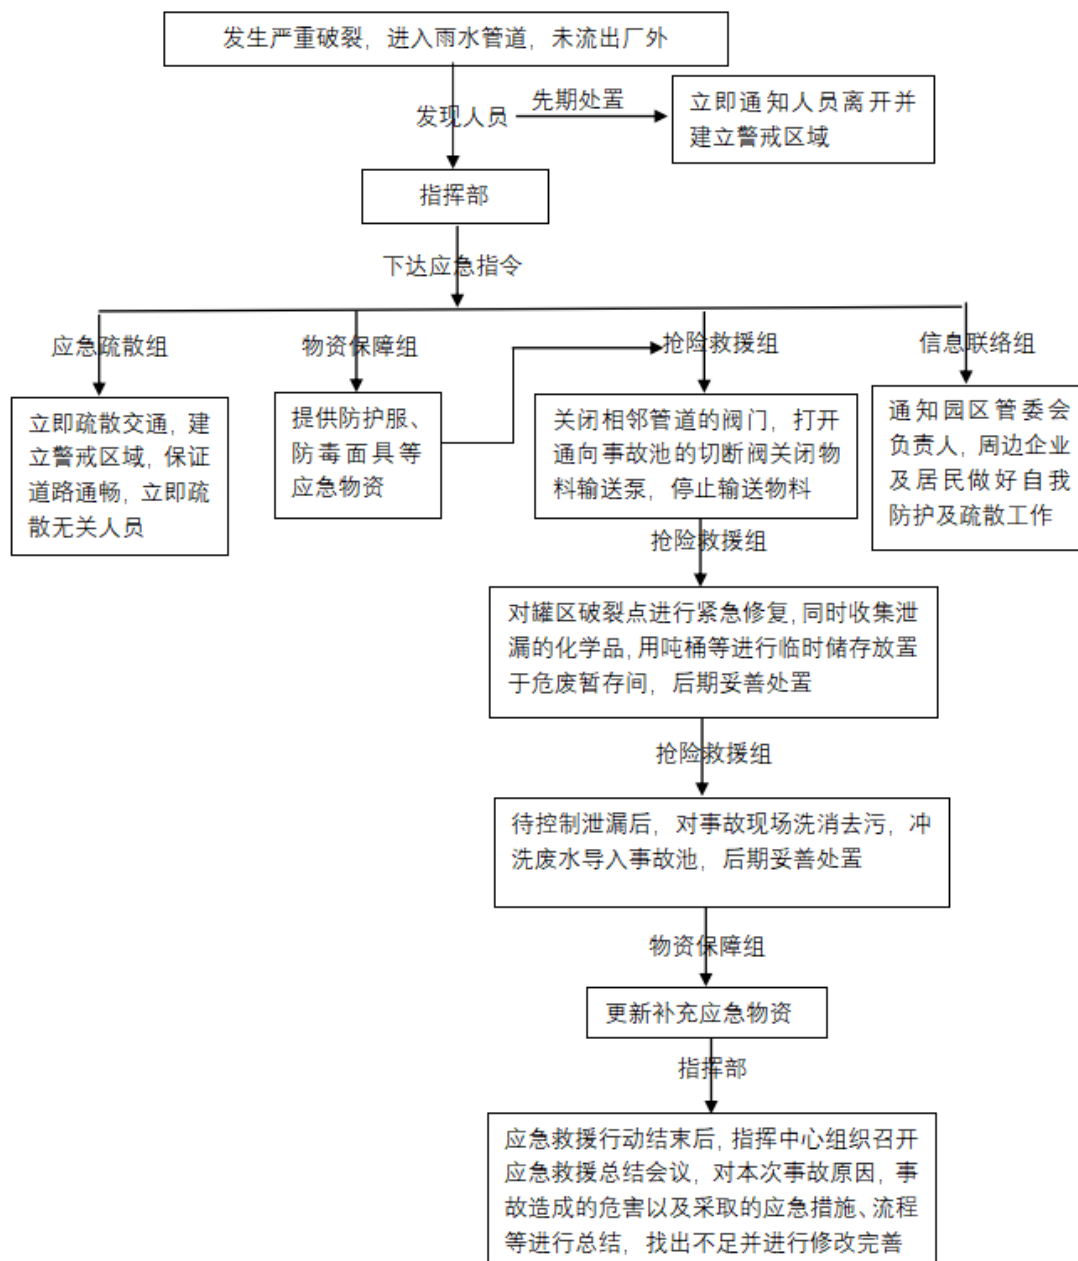 发生严重破裂，进入雨水管道，未流出厂外
发现人员
先期处置
立即通知人员离开并
建立警戒区域
指挥部
下达应急指令
应急疏散组
物资保障组
抢险救援组
信息联络组
立即疏散交通，建
立警戒区域，保证
道路通畅，立即疏
散无关人员
提供防护服、
防毒面具等
应急物资
关闭相邻管道的阀门，打开
通向事故池的切断阀关闭物
料输送泵，停止输送物料
通知园区管委会
负责人，周边企业
及居民做好自我
防护及疏散工作
抢险救援组
对罐区破裂点进行紧急修复，同时收集泄
漏的化学品，用吨桶等进行临时储存放置
于危废暂存间，后期妥善处置
抢险救援组
待控制泄漏后，对事故现场洗消去污，冲
洗废水导入事故池，后期妥善处置
物资保障组
更新补充应急物资
指挥部
应急救援行动结束后，指挥中心组织召开
应急救援总结会议，对本次事故原因，事
故造成的危害以及采取的应急措施、流程
等进行总结，找出不足并进行修改完善